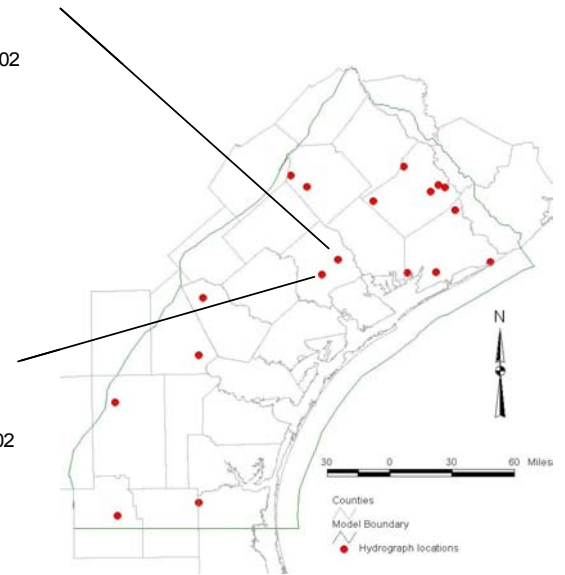 02
02
N
30 0 30 60 Miles
Counties
Model Boundary
Hydrograph locations